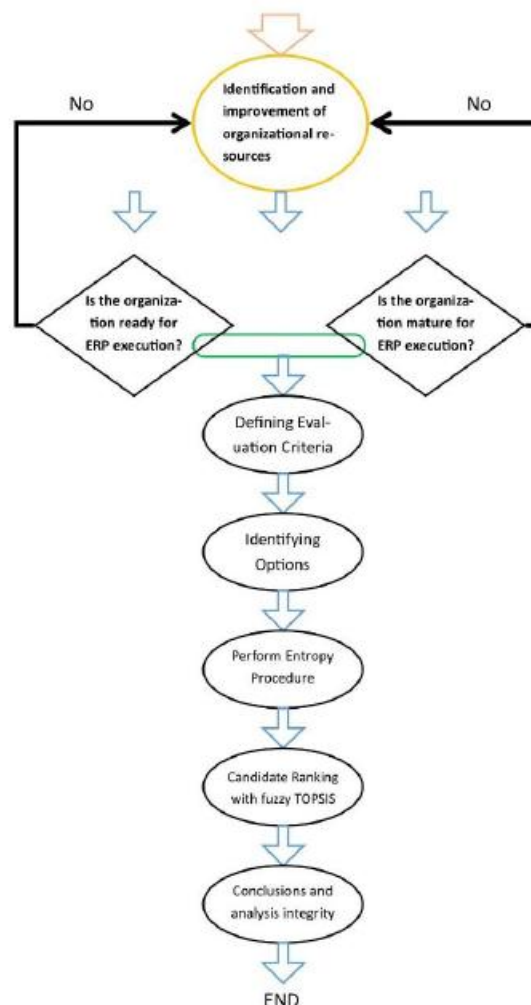 Identification and
improvement of
organizational re-
sources
No
No
Is the organiza-
tion ready for
ERP execution?
Is the organiza-
tion mature for
ERP execution?
Defining Eval-
uation Criteria
Identifying
Options
Perform Entropy
Procedure
Candidate Ranking
with fuzzy TOPSIS
Conclusions and
analysis integrity
END